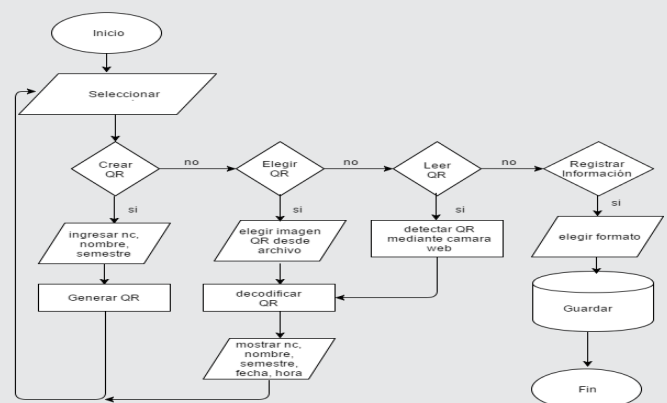 Inicio
Seleccionar
Crear
QR
no
Elegir
QR
no
Leer
QR
no
Registrar
Información
si
si
si
si
ingresar nc,
nombre,
semestre
elegir imagen
QR desde
archivo
detectar QR
mediante camara
web
elegir formato
Generar QR
decodificar
QR
Guardar
mostrar nc,
nombre,
semestre,
fecha, hora
Fin